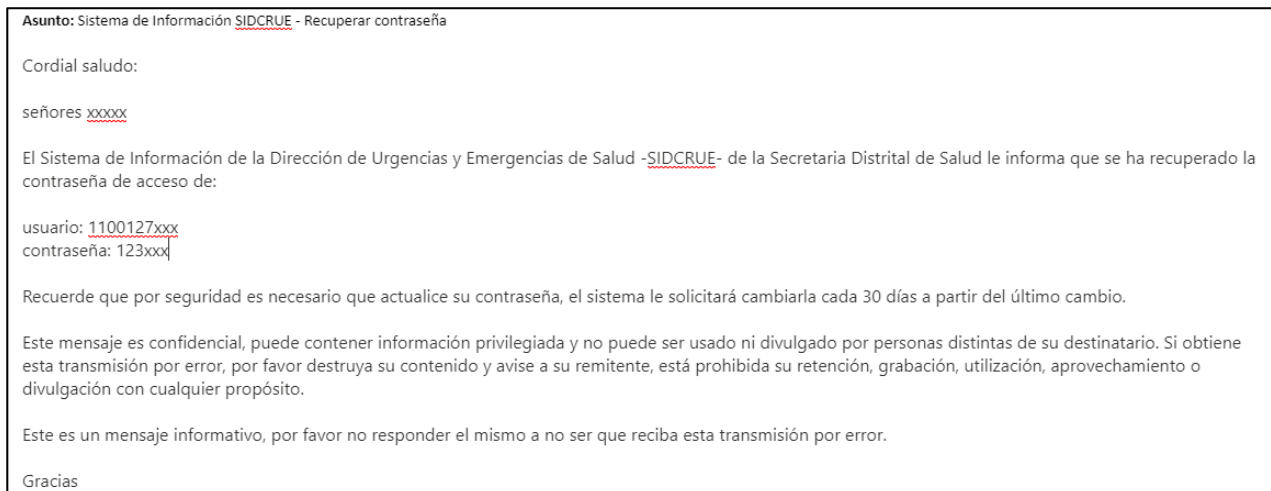 Asunto: Sistema de Información SIDCRUE - Recuperar contraseña
Cordial saludo:
señores xxxxx
El Sistema de Información de la Dirección de Urgencias y Emergencias de Salud -SIDCRUE- de la Secretaria Distrital de Salud le informa que se ha recuperado la
contraseña de acceso de:
usuario: 1100127xxx
contraseña: 123xxx
Recuerde que por seguridad es necesario que actualice su contraseña, el sistema le solicitará cambiarla cada 30 días a partir del último cambio.
Este mensaje es confidencial, puede contener información privilegiada y no puede ser usado ni divulgado por personas distintas de su destinatario. Si obtiene
esta transmisión por error, por favor destruya su contenido y avise a su remitente, está prohibida su retención, grabación, utilización, aprovechamiento o
divulgación con cualquier propósito.
Este es un mensaje informativo, por favor no responder el mismo a no ser que reciba esta transmisión por error.
Gracias